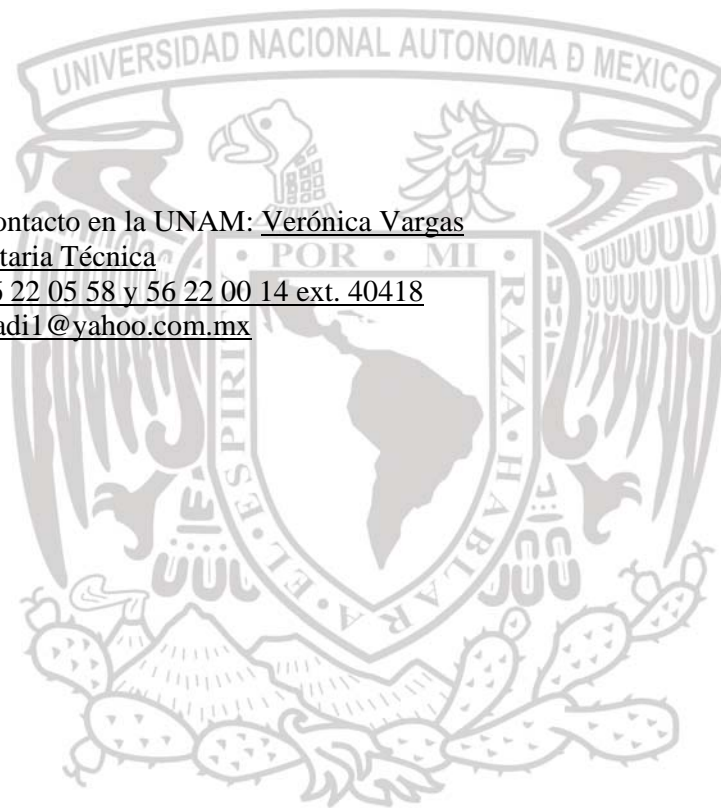 UNIVERSIDAD NACIONAL AUTONOMA Ð MEXICO
ontacto en la UNAM: Verónica Vargas
taria Técnica
22 05 58 y 56 22 00 14 ext. 40418
adi1@yahoo.com.mx
POR • MI • RAZA • HABLARA • EL • ESPIRITU